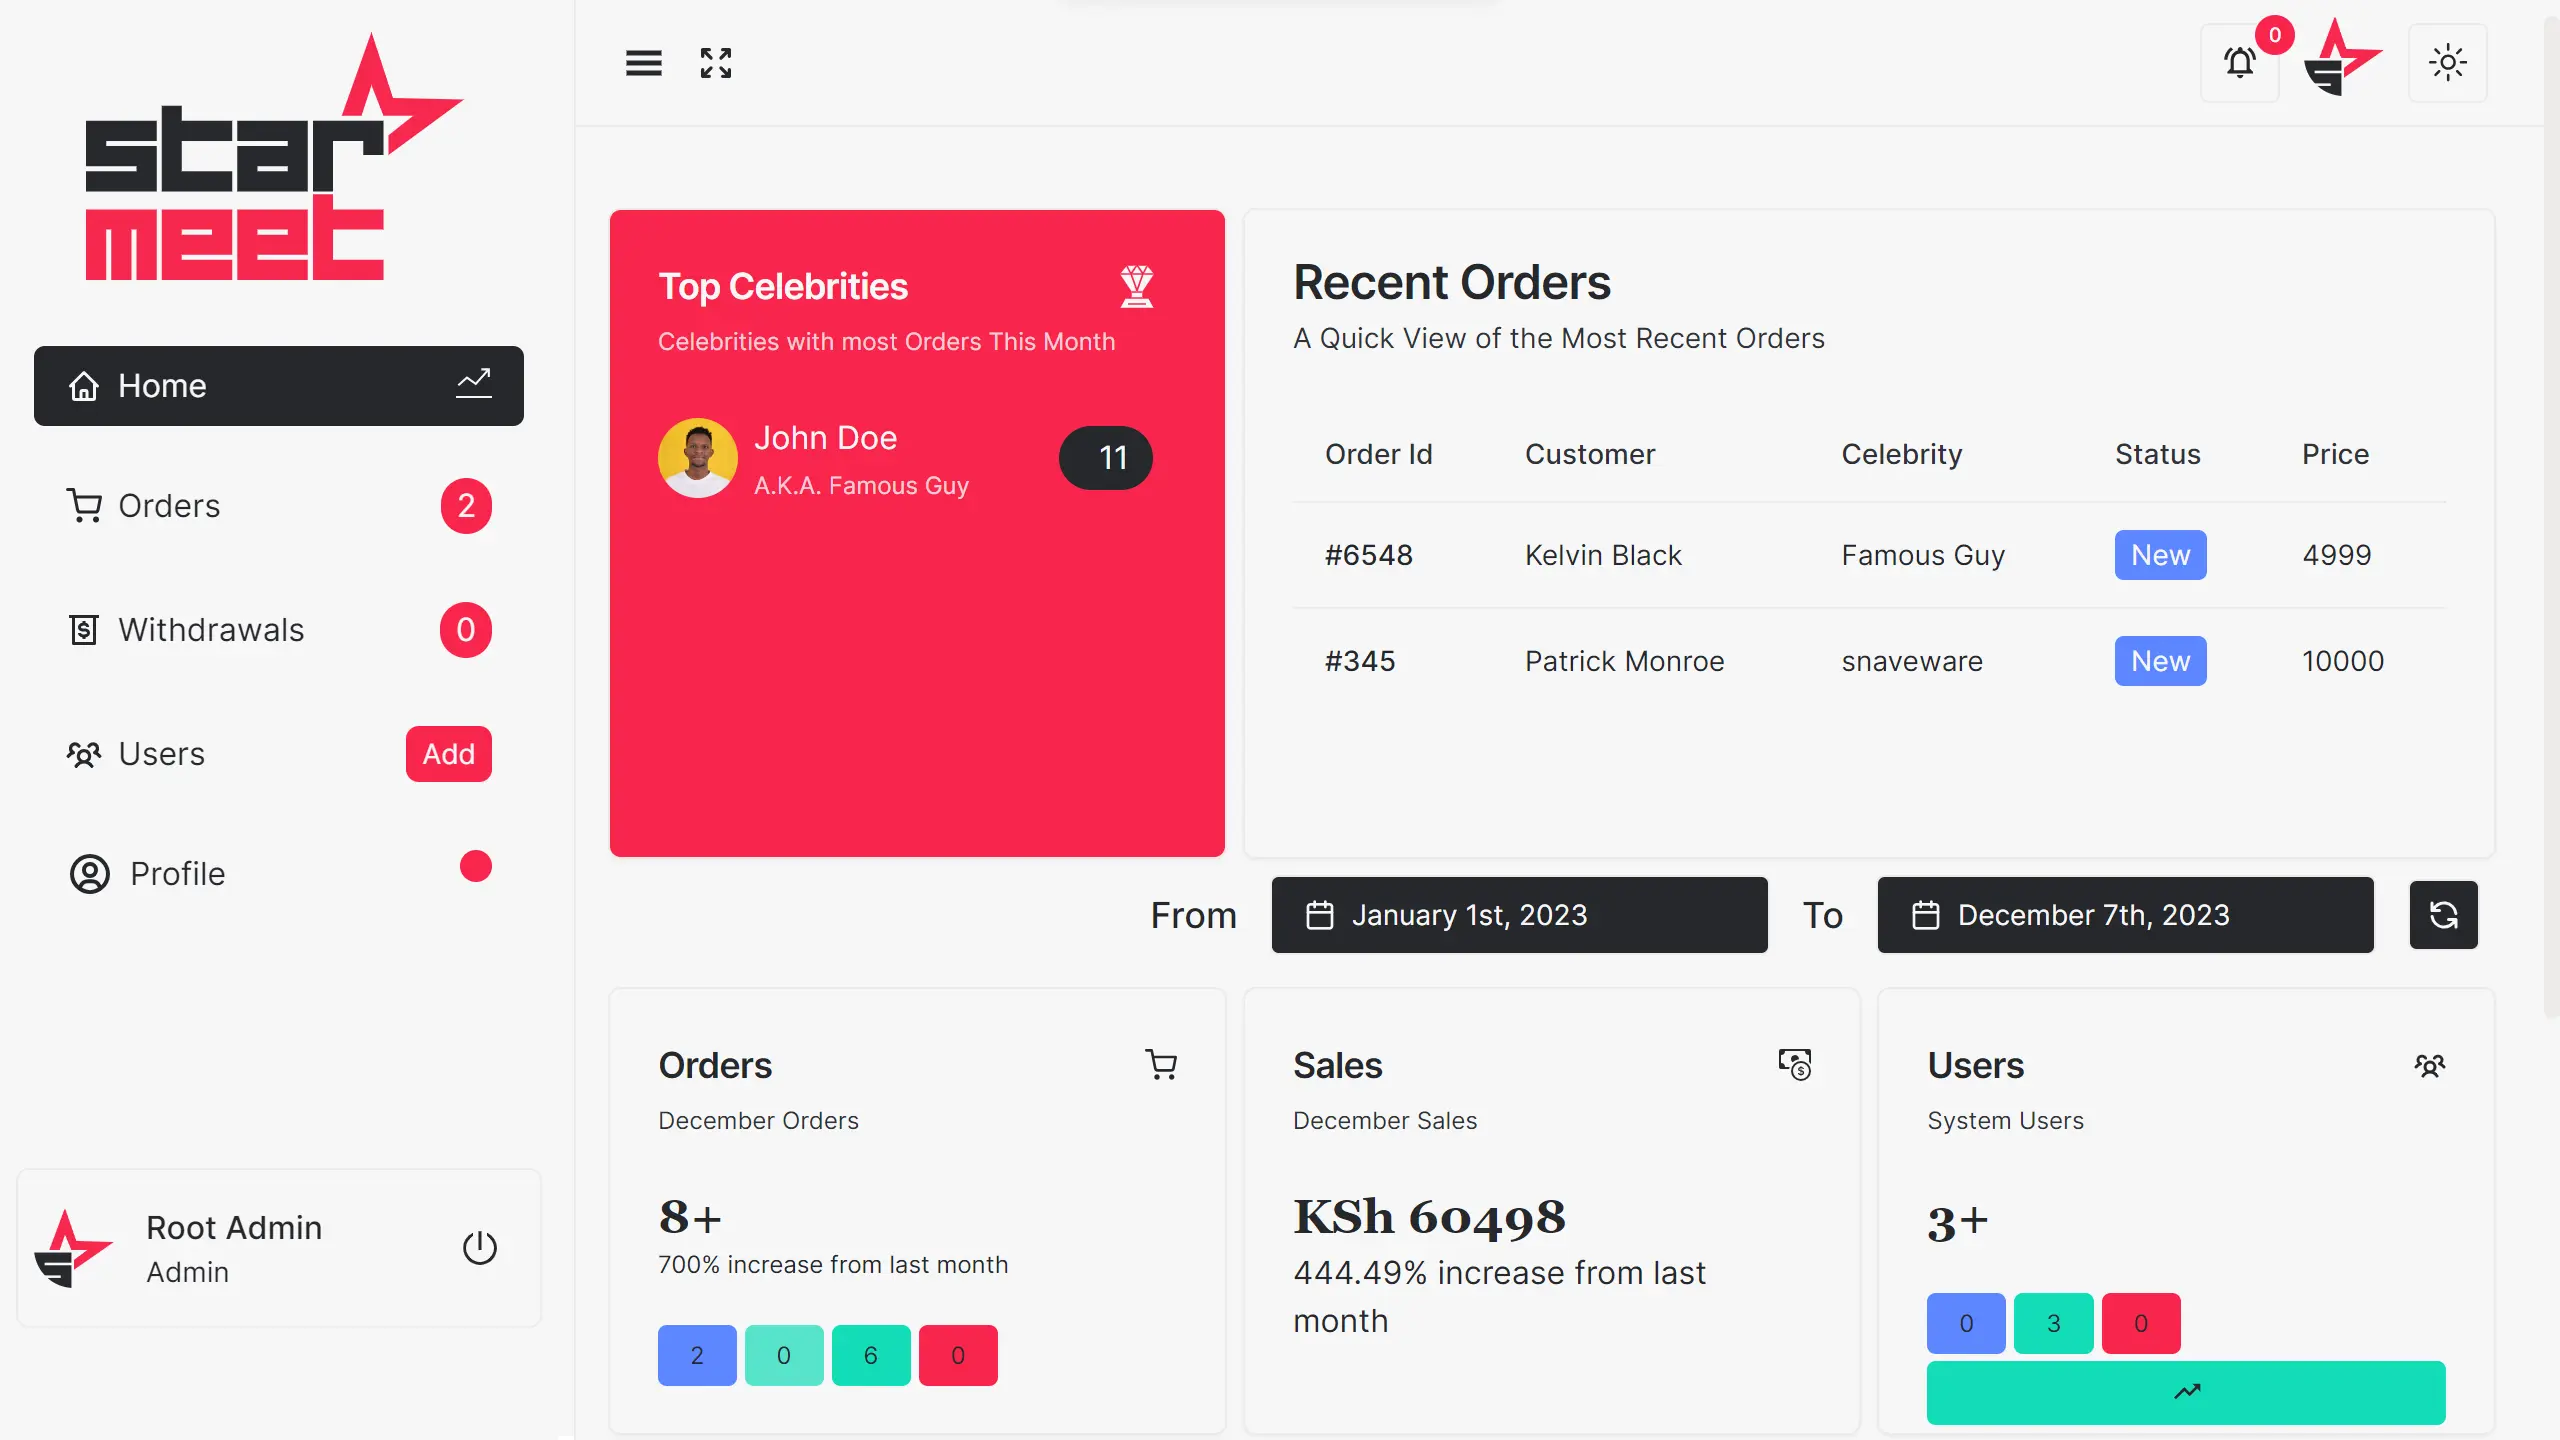 star
meet
Home
Orders 2
Withdrawals 0
Users Add
Profile
Root Admin
Admin
0
Top Celebrities
Celebrities with most Orders This Month
John Doe
A.K.A. Famous Guy
11
Recent Orders
A Quick View of the Most Recent Orders
Order Id Customer Celebrity Status Price
#6548 Kelvin Black Famous Guy New 4999
#345 Patrick Monroe snaveware New 10000
From January 1st, 2023 To December 7th, 2023
Orders
December Orders
8+
700% increase from last month
2 0 6 0
Sales
December Sales
KSh 60498
444.49% increase from last
month
Users
System Users
3+
0 3 0